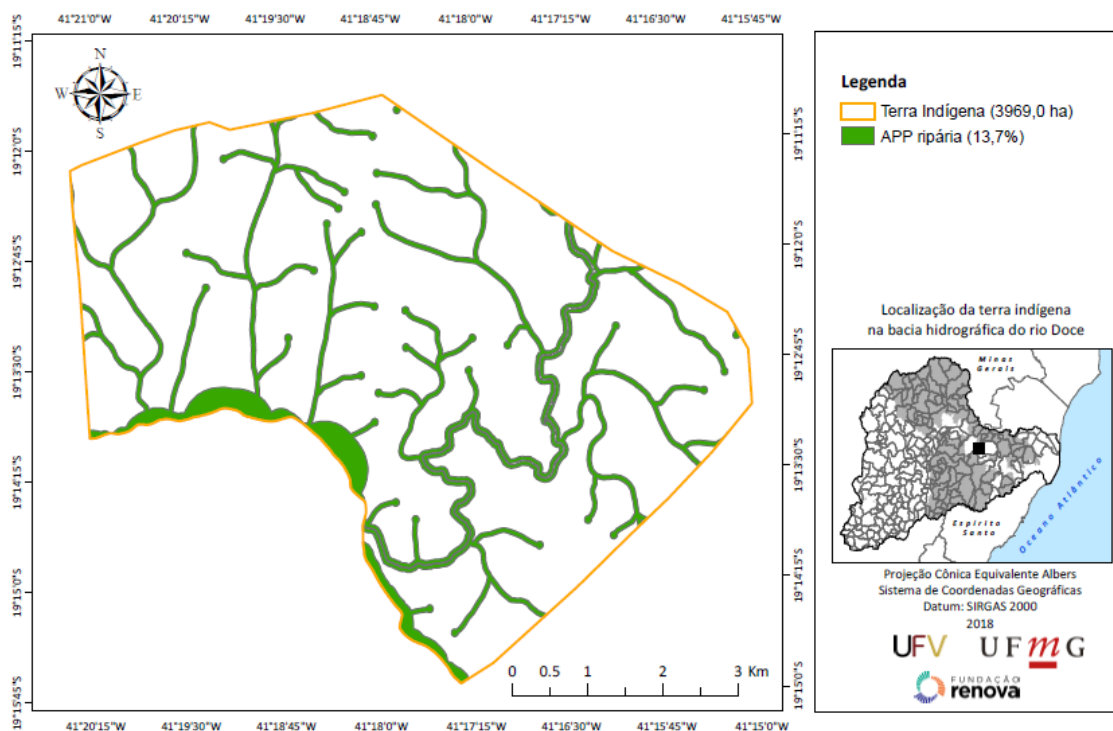 41°21'0"W 41°20'15"W 41°19'30"W 41°18'45"W 41°18'0"W 41°17'15"W 41°16'30"W 41°15'45"W
19°11'15"S
19°12'0"S
19°12'45"S
19°13'30"S
19°14'15"S
19°15'0"S
19°15'45"S
N
W E
S
0 0.5 1 2 3 Km
19°11'15"S
19°12'0"S
19°12'45"S
19°13'30"S
19°14'15"S
19°15'0"S
41°20'15"W 41°19'30"W 41°18'45"W 41°18'0"W 41°17'15"W 41°16'30"W 41°15'45"W 41°15'0"W
Legenda
Terra Indígena (3969,0 ha)
APP ripária (13,7%)
Localização da terra indígena
na bacia hidrográfica do rio Doce
Minas
Gerais
Espírito
Santo
Oceano Atlântico
Projeção Cônica Equivalente Albers
Sistema de Coordenadas Geográficas
Datum: SIRGAS 2000
2018
UFV UFmG
FUNDAÇÃO
renova